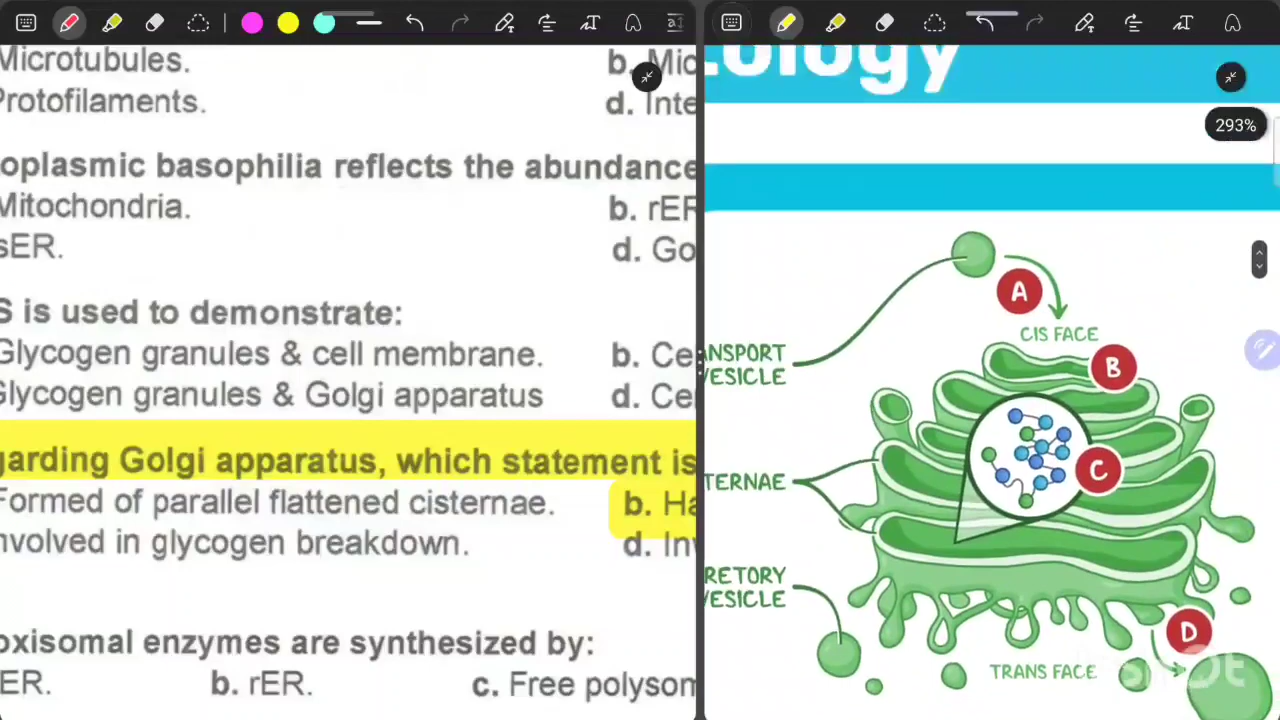 Microtubules.
b. Mic
Protofilaments.
d. Inte
oplasmic basophilia reflects the abundance
Mitochondria.
b. rER
sER.
d. Go
S is used to demonstrate:
Glycogen granules & cell membrane.
b. Ce
Glycogen granules & Golgi apparatus
d. Cel
garding Golgi apparatus, which statement is
Formed of parallel flattened cisternae.
b. Ha
nvolved in glycogen breakdown.
d. Inv
oxisomal enzymes are synthesized by:
ER.
b. rER.
c. Free polysom
tology
293%
A
CIS FACE
ANSPORT
VESICLE
B
C
TERNAE
RETORY
VESICLE
D
TRANS FACE